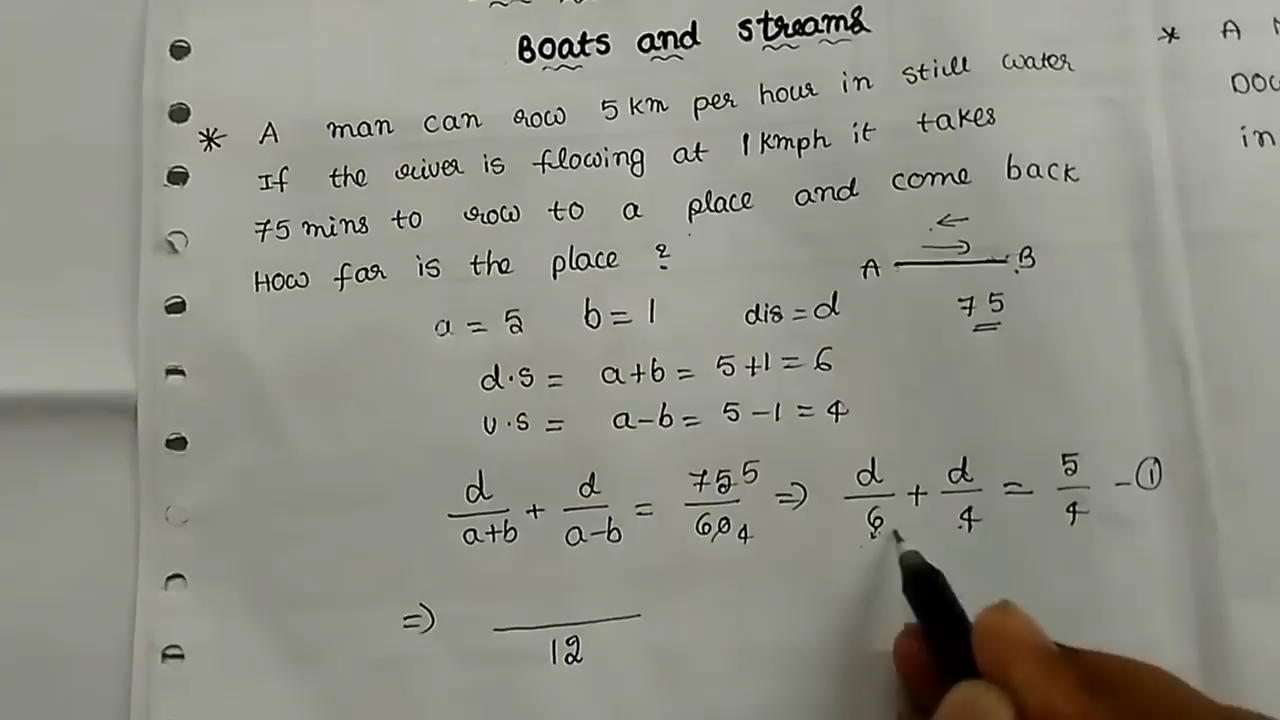 Boats and streams
* A man can row 5 km per hour in still water
If the river is flowing at 1 kmph it takes
75 mins to row to a place and come back
How far is the place ?
A B
75
a = 5 b = 1 dis = d
d.s = a+b = 5+1 = 6
U.S = a-b = 5-1 = 4
d/a+b + d/a-b = 75 5/60 4 => d/6 + d/4 = 5/4 - ①
=> /12
* A
in